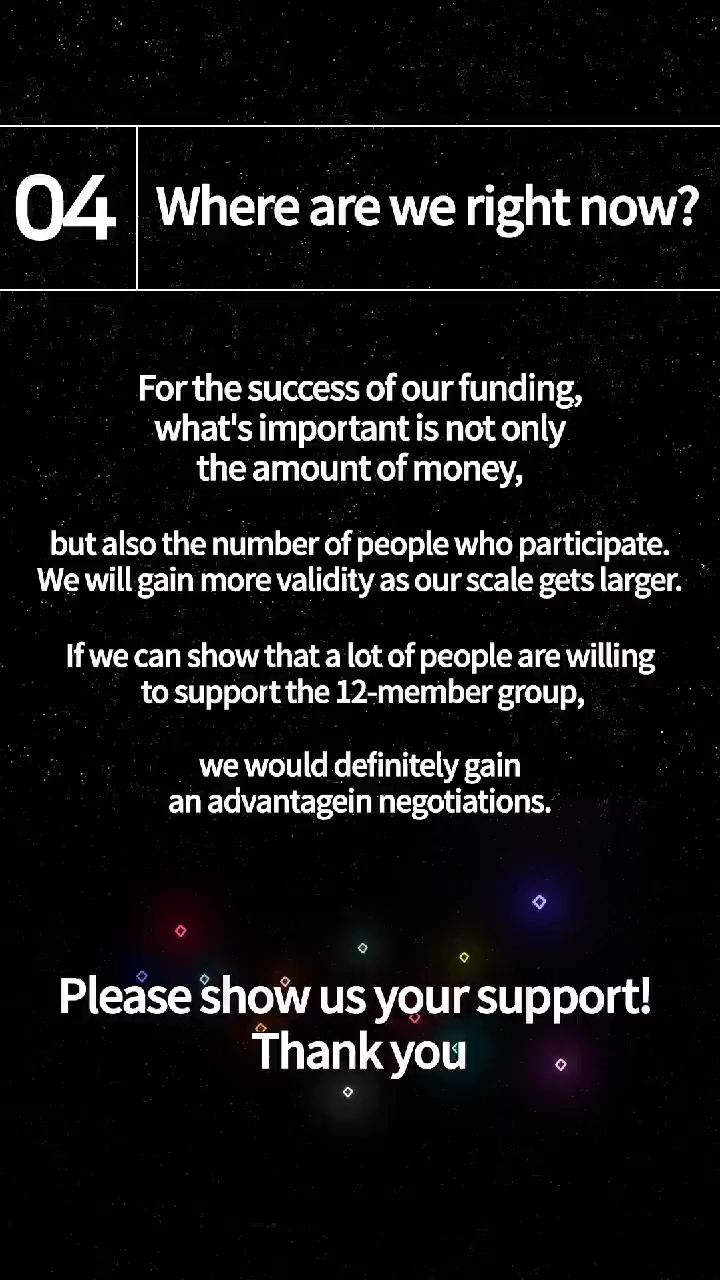 04
Where are we right now?
For the success of our funding,
what's important is not only
the amount of money,
but also the number of people who participate.
We will gain more validity as our scale gets larger.
If we can show that a lot of people are willing
to support the 12-member group,
we would definitely gain
an advantagein negotiations.
Please show us your support!
Thank you